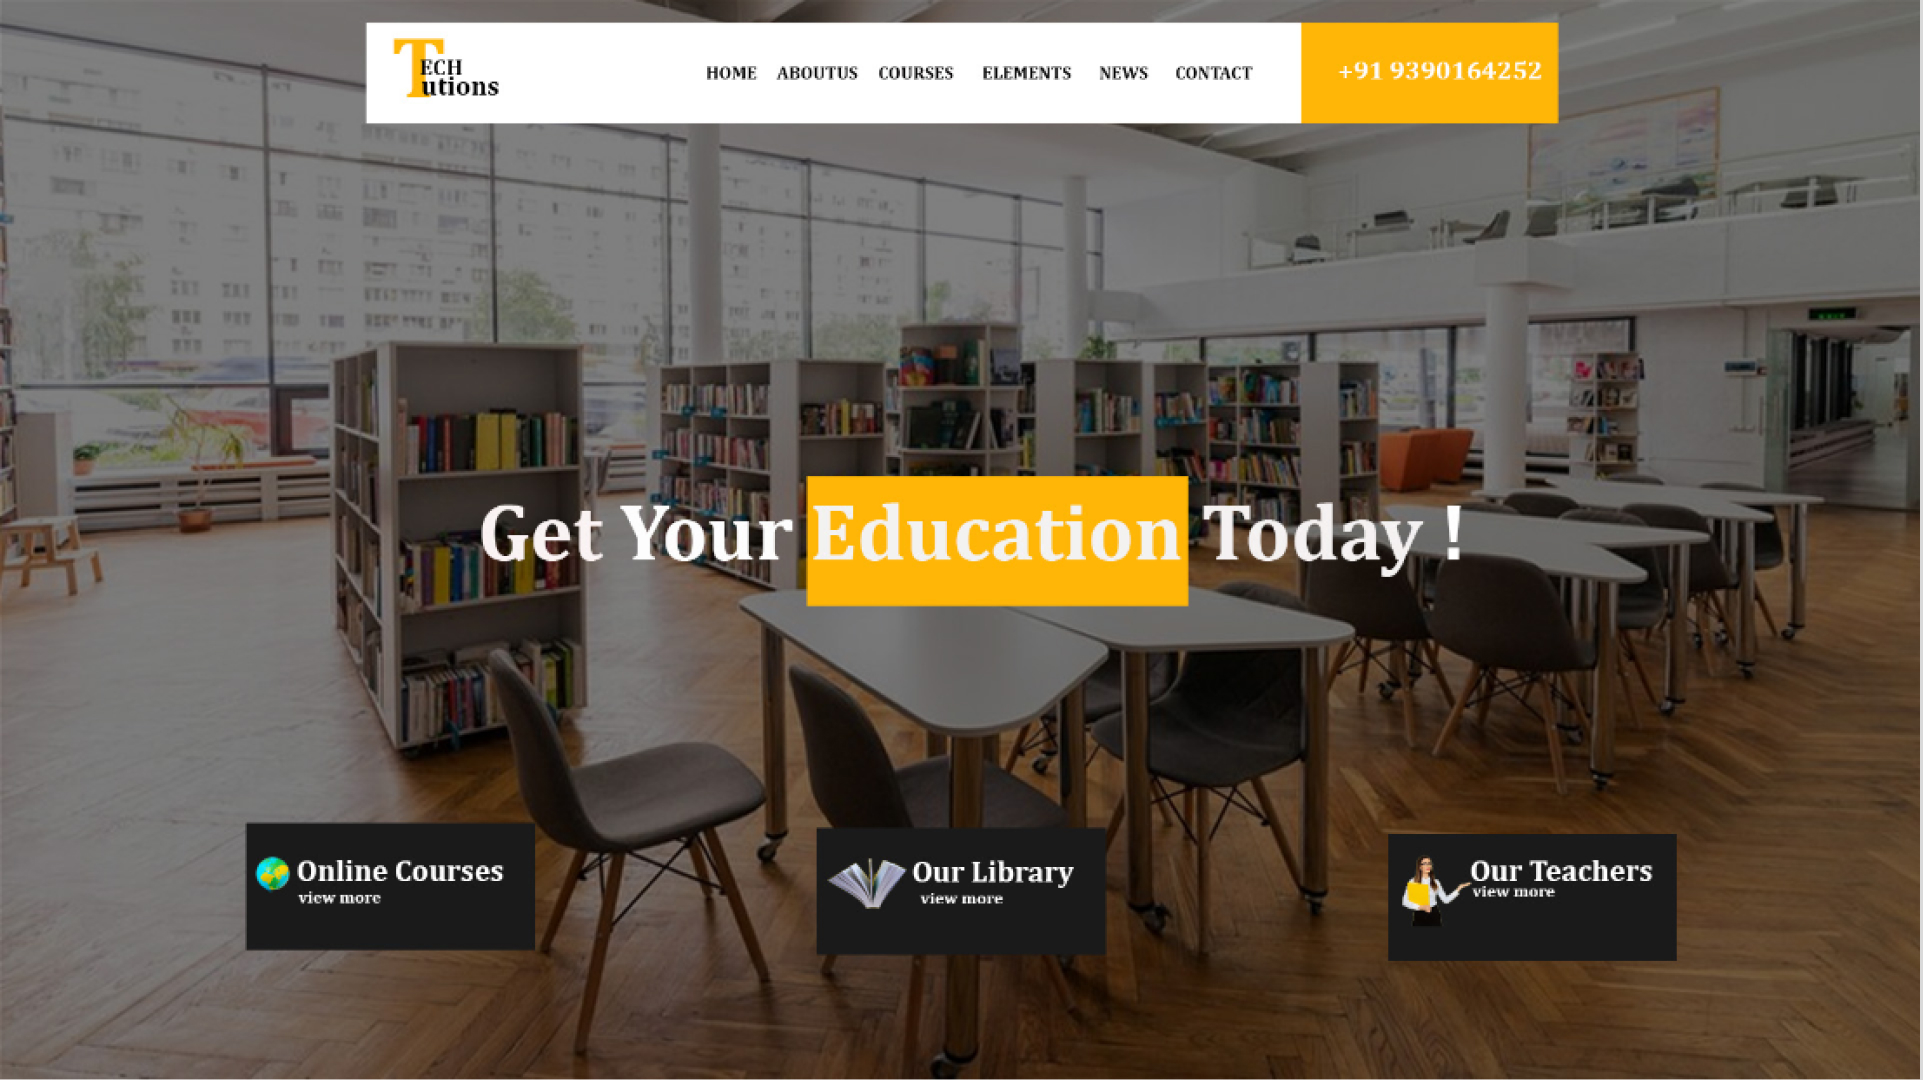 TECH
Tutions
HOME ABOUTUS COURSES ELEMENTS NEWS CONTACT
+91 9390164252
Get Your Education Today !
Online Courses
view more
Our Library
view more
Our Teachers
view more